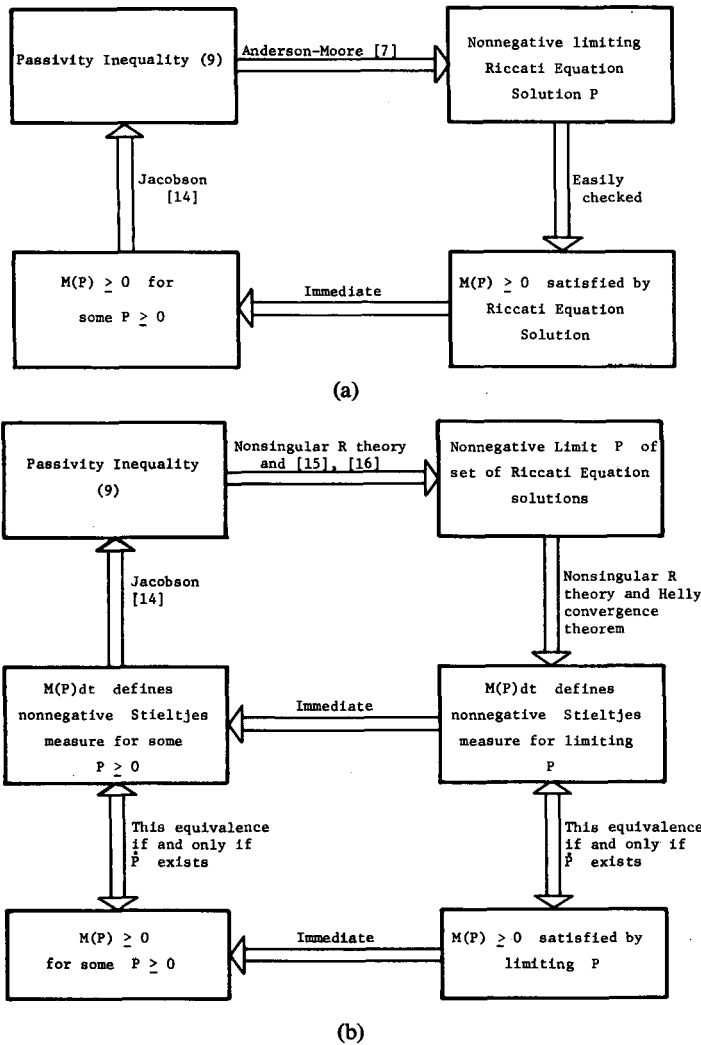 Passivity Inequality (9)
Anderson-Moore [7]
Nonnegative limiting
Riccati Equation
Solution P
Jacobson
[14]
Easily
checked
M(P) ≥ 0 for
some P ≥ 0
Immediate
M(P) ≥ 0 satisfied by
Riccati Equation
Solution
(a)
Passivity Inequality
(9)
Nonsingular R theory
and [15], [16]
Nonnegative Limit P of
set of Riccati Equation
solutions
Jacobson
[14]
Nonsingular R
theory and Helly
convergence
theorem
M(P)dt defines
nonnegative Stieltjes
measure for some
P ≥ 0
Immediate
M(P)dt defines
nonnegative Stieltjes
measure for limiting
P
This equivalence
if and only if
Ṗ exists
This equivalence
if and only if
Ṗ exists
M(P) ≥ 0
for some P ≥ 0
Immediate
M(P) ≥ 0 satisfied by
limiting P
(b)